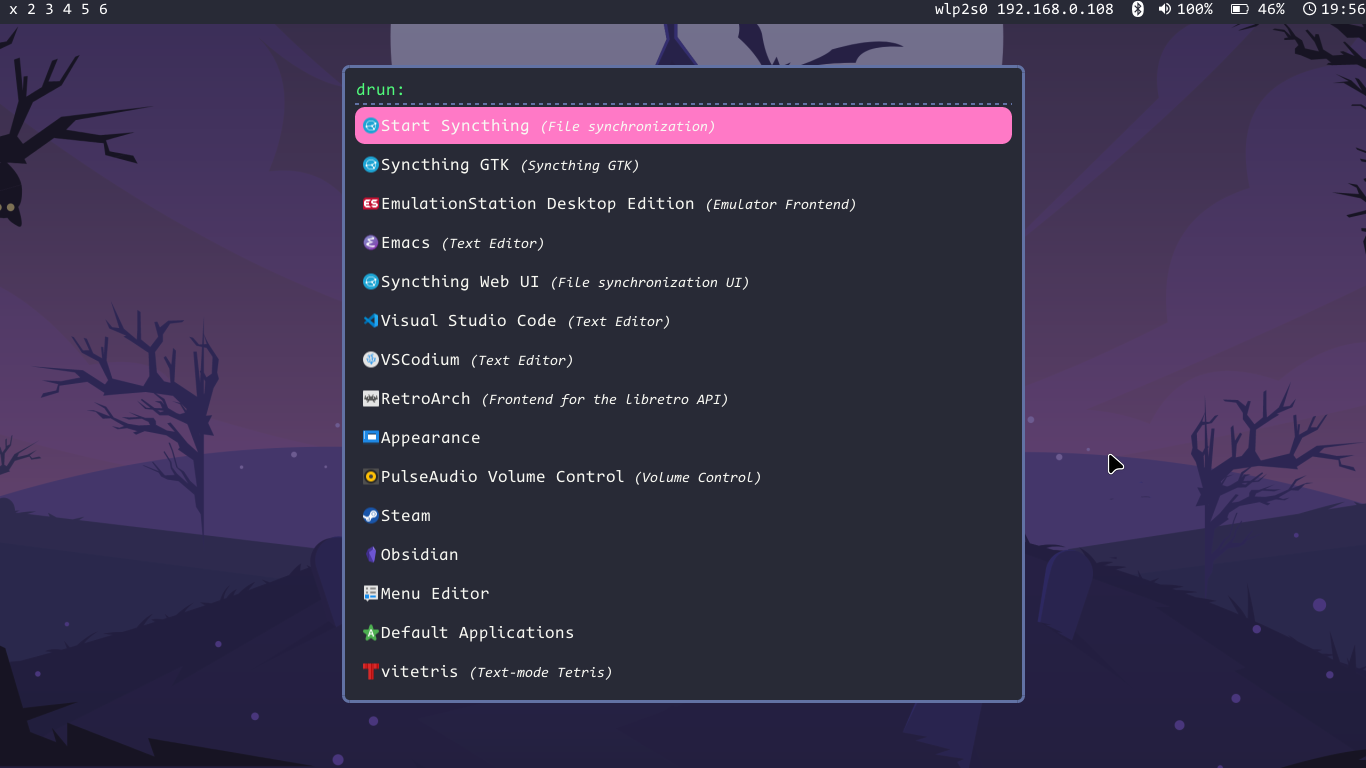 x 2 3 4 5 6 wlp2s0 192.168.0.108 100% 46% 19:56
drun:
Start Syncthing (File synchronization)
Syncthing GTK (Syncthing GTK)
ES EmulationStation Desktop Edition (Emulator Frontend)
Emacs (Text Editor)
Syncthing Web UI (File synchronization UI)
Visual Studio Code (Text Editor)
VSCodium (Text Editor)
RetroArch (Frontend for the libretro API)
Appearance
PulseAudio Volume Control (Volume Control)
Steam
Obsidian
Menu Editor
Default Applications
vitetris (Text-mode Tetris)